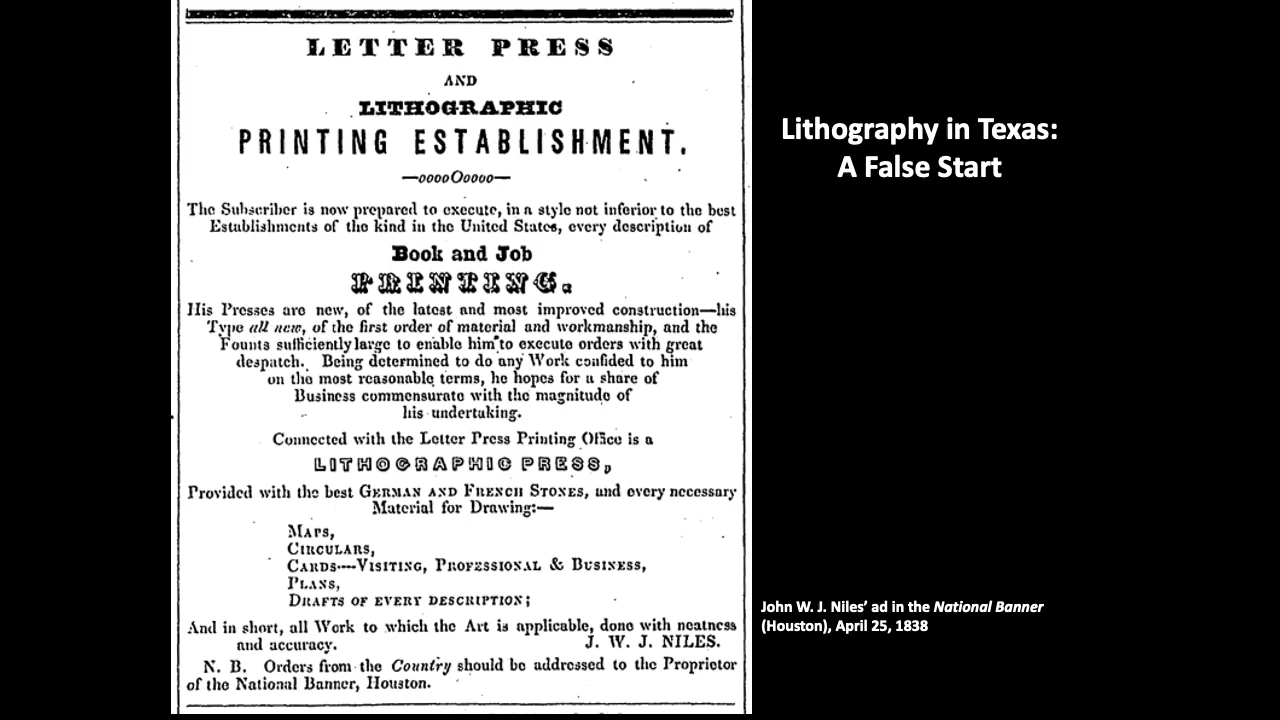 LETTER PRESS
AND
LITHOGRAPHIC
PRINTING ESTABLISHMENT.
—ooooOoooo—
The Subscriber is now prepared to execute, in a style not inferior to the best
Establishments of the kind in the United States, every description of
Book and Job
PRINTING.
His Presses are new, of the latest and most improved construction—his
Type all new, of the first order of material and workmanship, and the
Founts sufficiently large to enable him to execute orders with great
despatch. Being determined to do any Work confided to him
on the most reasonable terms, he hopes for a share of
Business commensurate with the magnitude of
his undertaking.
Connected with the Letter Press Printing Office is a
LITHOGRAPHIC PRESS,
Provided with the best GERMAN AND FRENCH STONES, and every necessary
Material for Drawing:—
MAPS,
CIRCULARS,
CARDS----VISITING, PROFESSIONAL & BUSINESS,
PLANS,
DRAFTS OF EVERY DESCRIPTION;
And in short, all Work to which the Art is applicable, done with neatness
and accuracy. J. W. J. NILES.
N. B. Orders from the Country should be addressed to the Proprietor
of the National Banner, Houston.
Lithography in Texas:
A False Start
John W. J. Niles’ ad in the National Banner
(Houston), April 25, 1838